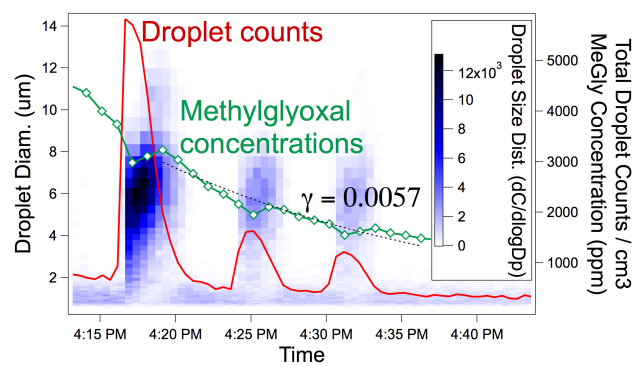 Droplet counts
Methylglyoxal
concentrations
γ = 0.0057
Droplet Diam. (um)
14
12
10
8
6
4
2
4:15 PM
4:20 PM
4:25 PM
4:30 PM
4:35 PM
4:40 PM
Time
12x10³
10
8
6
4
2
0
Droplet Size Dist. (dC/dlogDp)
5000
4000
3000
2000
1000
Total Droplet Counts / cm3
MeGly Concentration (ppm)